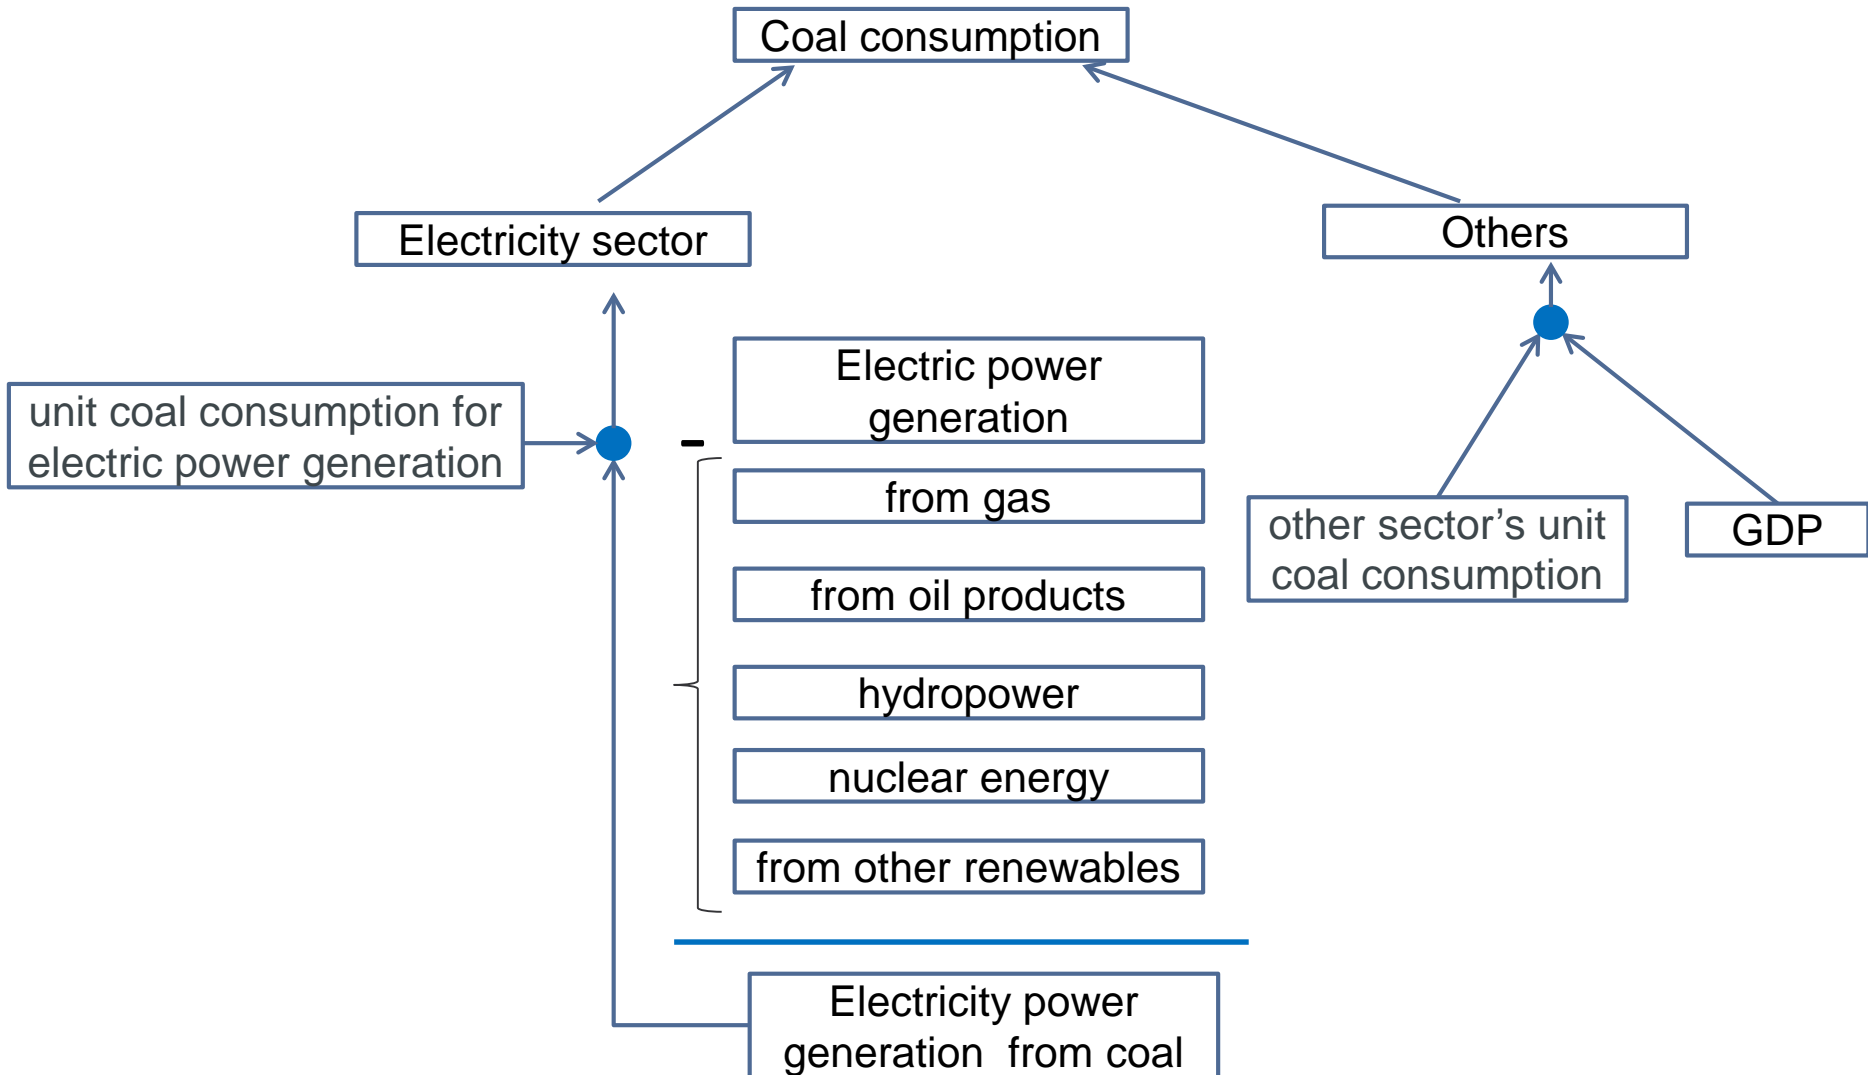 Coal consumption
Electricity sector
Others
unit coal consumption for
electric power generation
-
Electric power
generation
from gas
from oil products
hydropower
nuclear energy
from other renewables
other sector’s unit
coal consumption
GDP
Electricity power
generation from coal